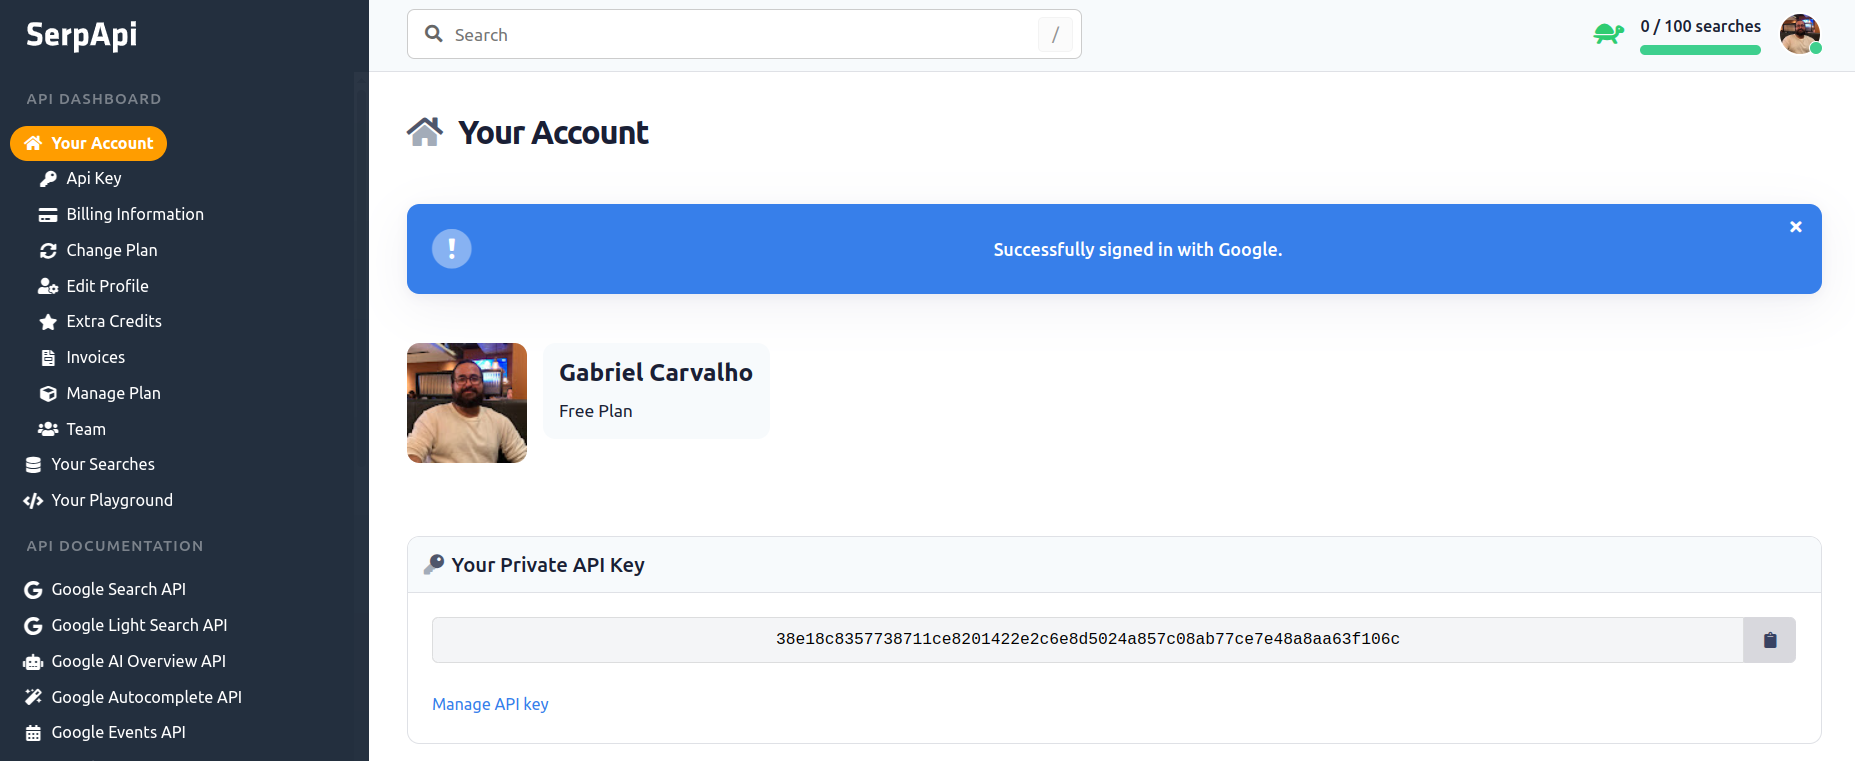 SerpApi
API DASHBOARD
Your Account
Api Key
Billing Information
Change Plan
Edit Profile
Extra Credits
Invoices
Manage Plan
Team
Your Searches
Your Playground
API DOCUMENTATION
Google Search API
Google Light Search API
Google AI Overview API
Google Autocomplete API
Google Events API
Search
/
0 / 100 searches
Your Account
Successfully signed in with Google.
Gabriel Carvalho
Free Plan
Your Private API Key
38e18c8357738711ce8201422e2c6e8d5024a857c08ab77ce7e48a8aa63f106c
Manage API key